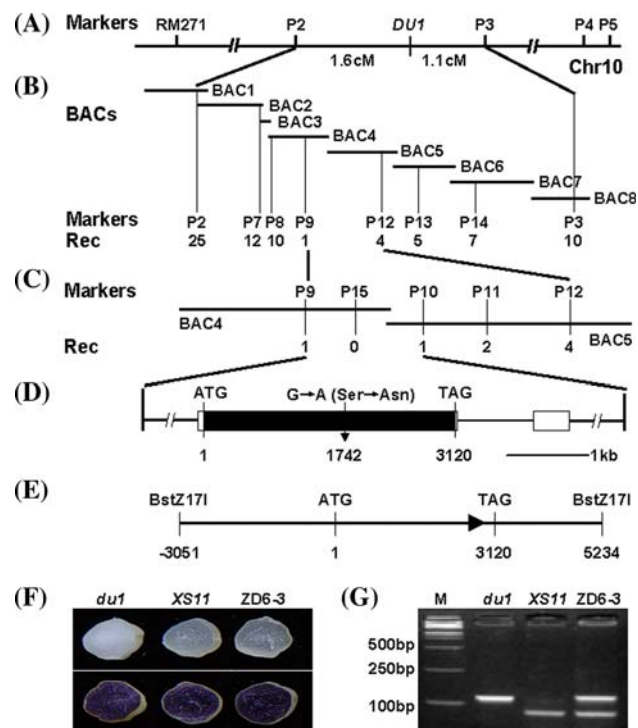 (A) Markers RM271 P2 DU1 P3 P4 P5
1.6cM 1.1cM Chr10
(B) BACs BAC1
BAC2
BAC3
BAC4
BAC5
BAC6
BAC7
BAC8
Markers P2 P7 P8 P9 P12 P13 P14 P3
Rec 25 12 10 1 4 5 7 10
(C) Markers P9 P15 P10 P11 P12
BAC4 BAC5
Rec 1 0 1 2 4
(D) ATG G→A (Ser→Asn) TAG
1 1742 3120 1kb
(E) BstZ17I ATG TAG BstZ17I
-3051 1 3120 5234
(F) du1 XS11 ZD6-3
(G) M du1 XS11 ZD6-3
500bp
250bp
100bp